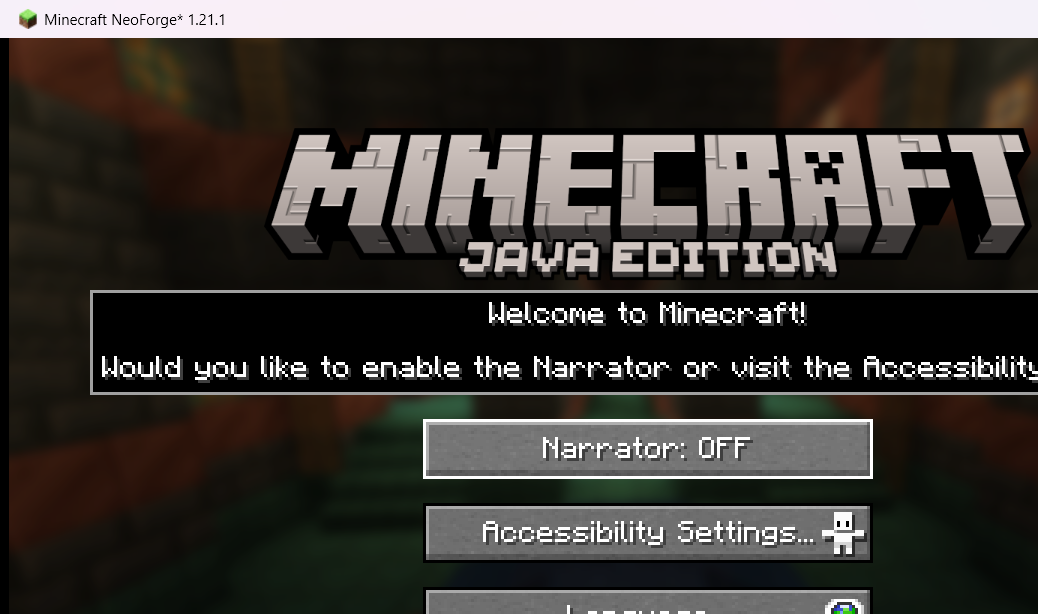 Minecraft NeoForge* 1.21.1
MINECRAFT
JAVA EDITION
Welcome to Minecraft!
Would you like to enable the Narrator or visit the Accessibility
Narrator: OFF
Accessibility Settings...